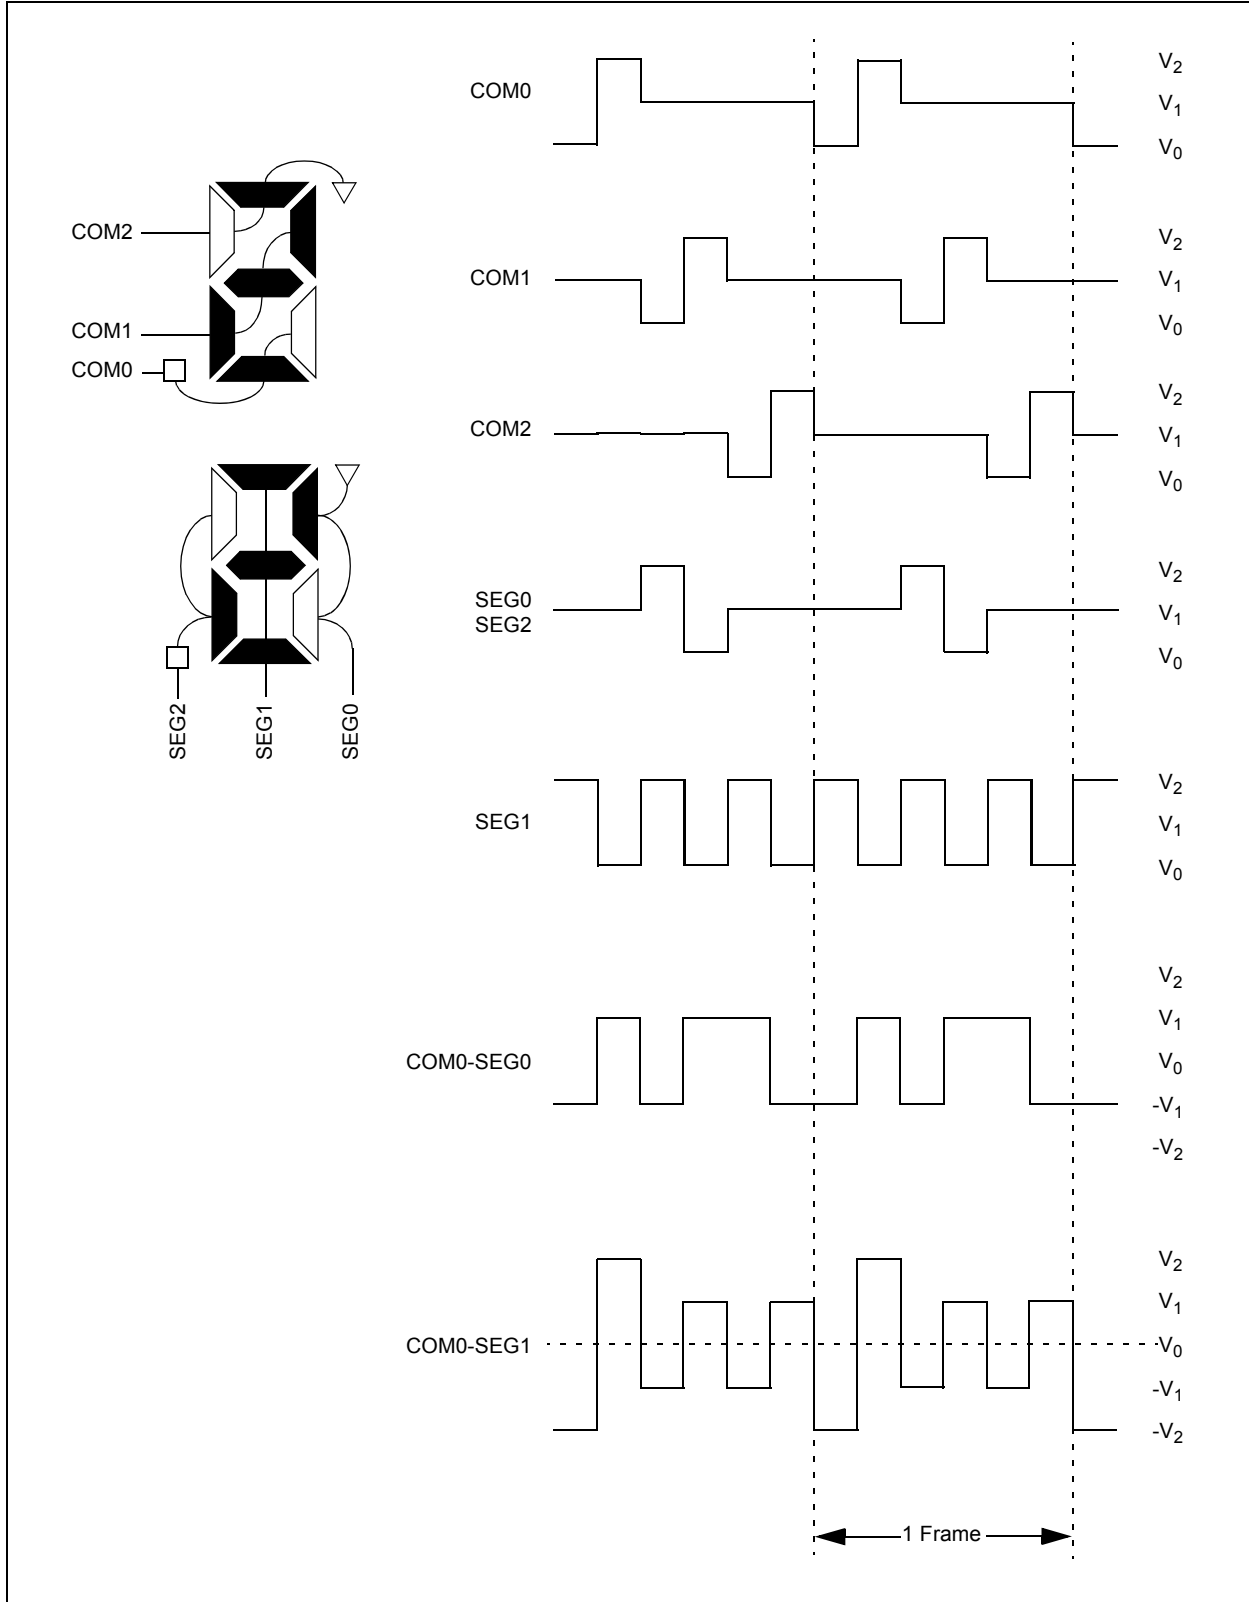 COM0
V2
V1
V0
COM2
COM1
COM0
COM1
V2
V1
V0
COM2
V2
V1
V0
SEG2
SEG1
SEG0
SEG0
SEG2
V2
V1
V0
SEG1
V2
V1
V0
COM0-SEG0
V2
V1
V0
-V1
-V2
COM0-SEG1
V2
V1
V0
-V1
-V2
1 Frame